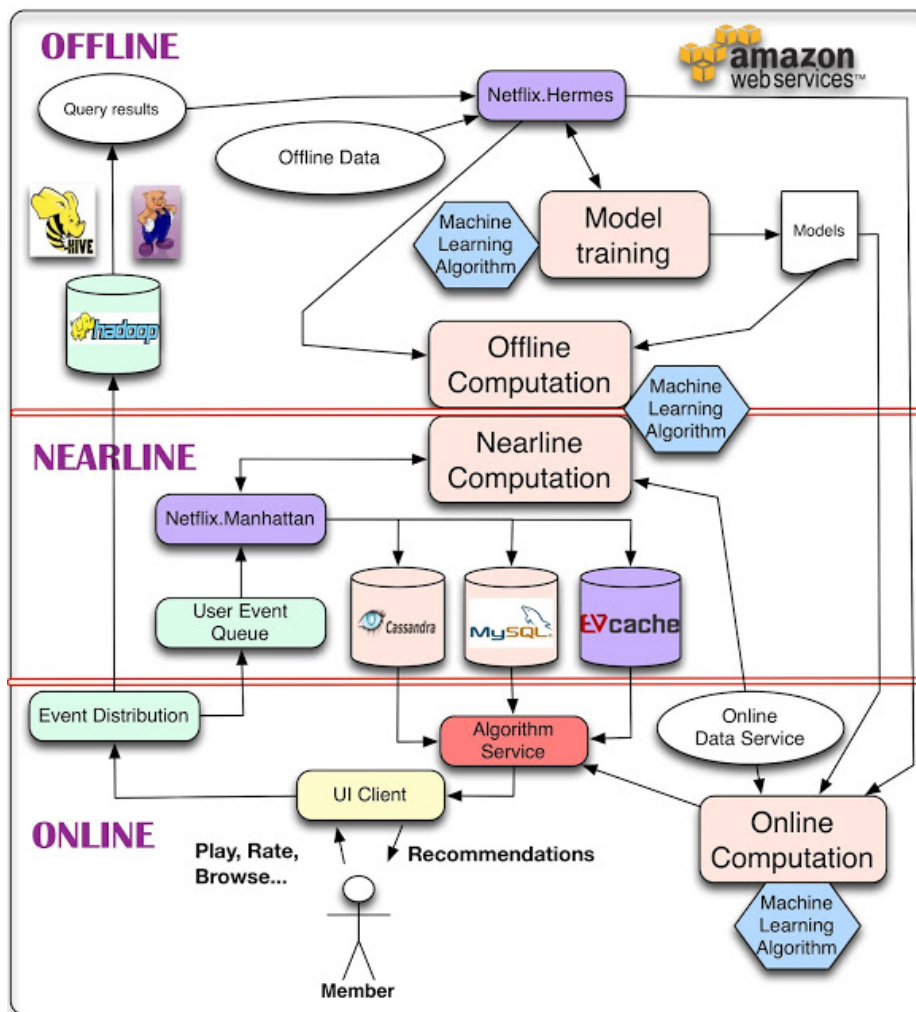 OFFLINE
amazon
web services™
Query results
Netflix.Hermes
Offline Data
HIVE
Machine
Learning
Algorithm
Model
training
Models
hadoop
Offline
Computation
Machine
Learning
Algorithm
NEARLINE
Nearline
Computation
Netflix.Manhattan
User Event
Queue
Cassandra
MySQL
EVcache
Event Distribution
Algorithm
Service
Online
Data Service
UI Client
ONLINE
Play, Rate,
Browse...
Recommendations
Online
Computation
Machine
Learning
Algorithm
Member